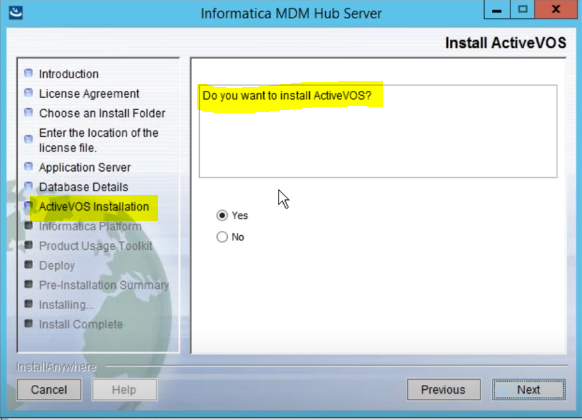 Informatica MDM Hub Server
Install ActiveVOS
Introduction
License Agreement
Choose an Install Folder
Enter the location of the
license file.
Application Server
Database Details
ActiveVOS Installation
Informatica Platform
Product Usage Toolkit
Deploy
Pre-Installation Summary
Installing...
Install Complete
Do you want to install ActiveVOS?
Yes
No
InstallAnywhere
Cancel
Help
Previous
Next